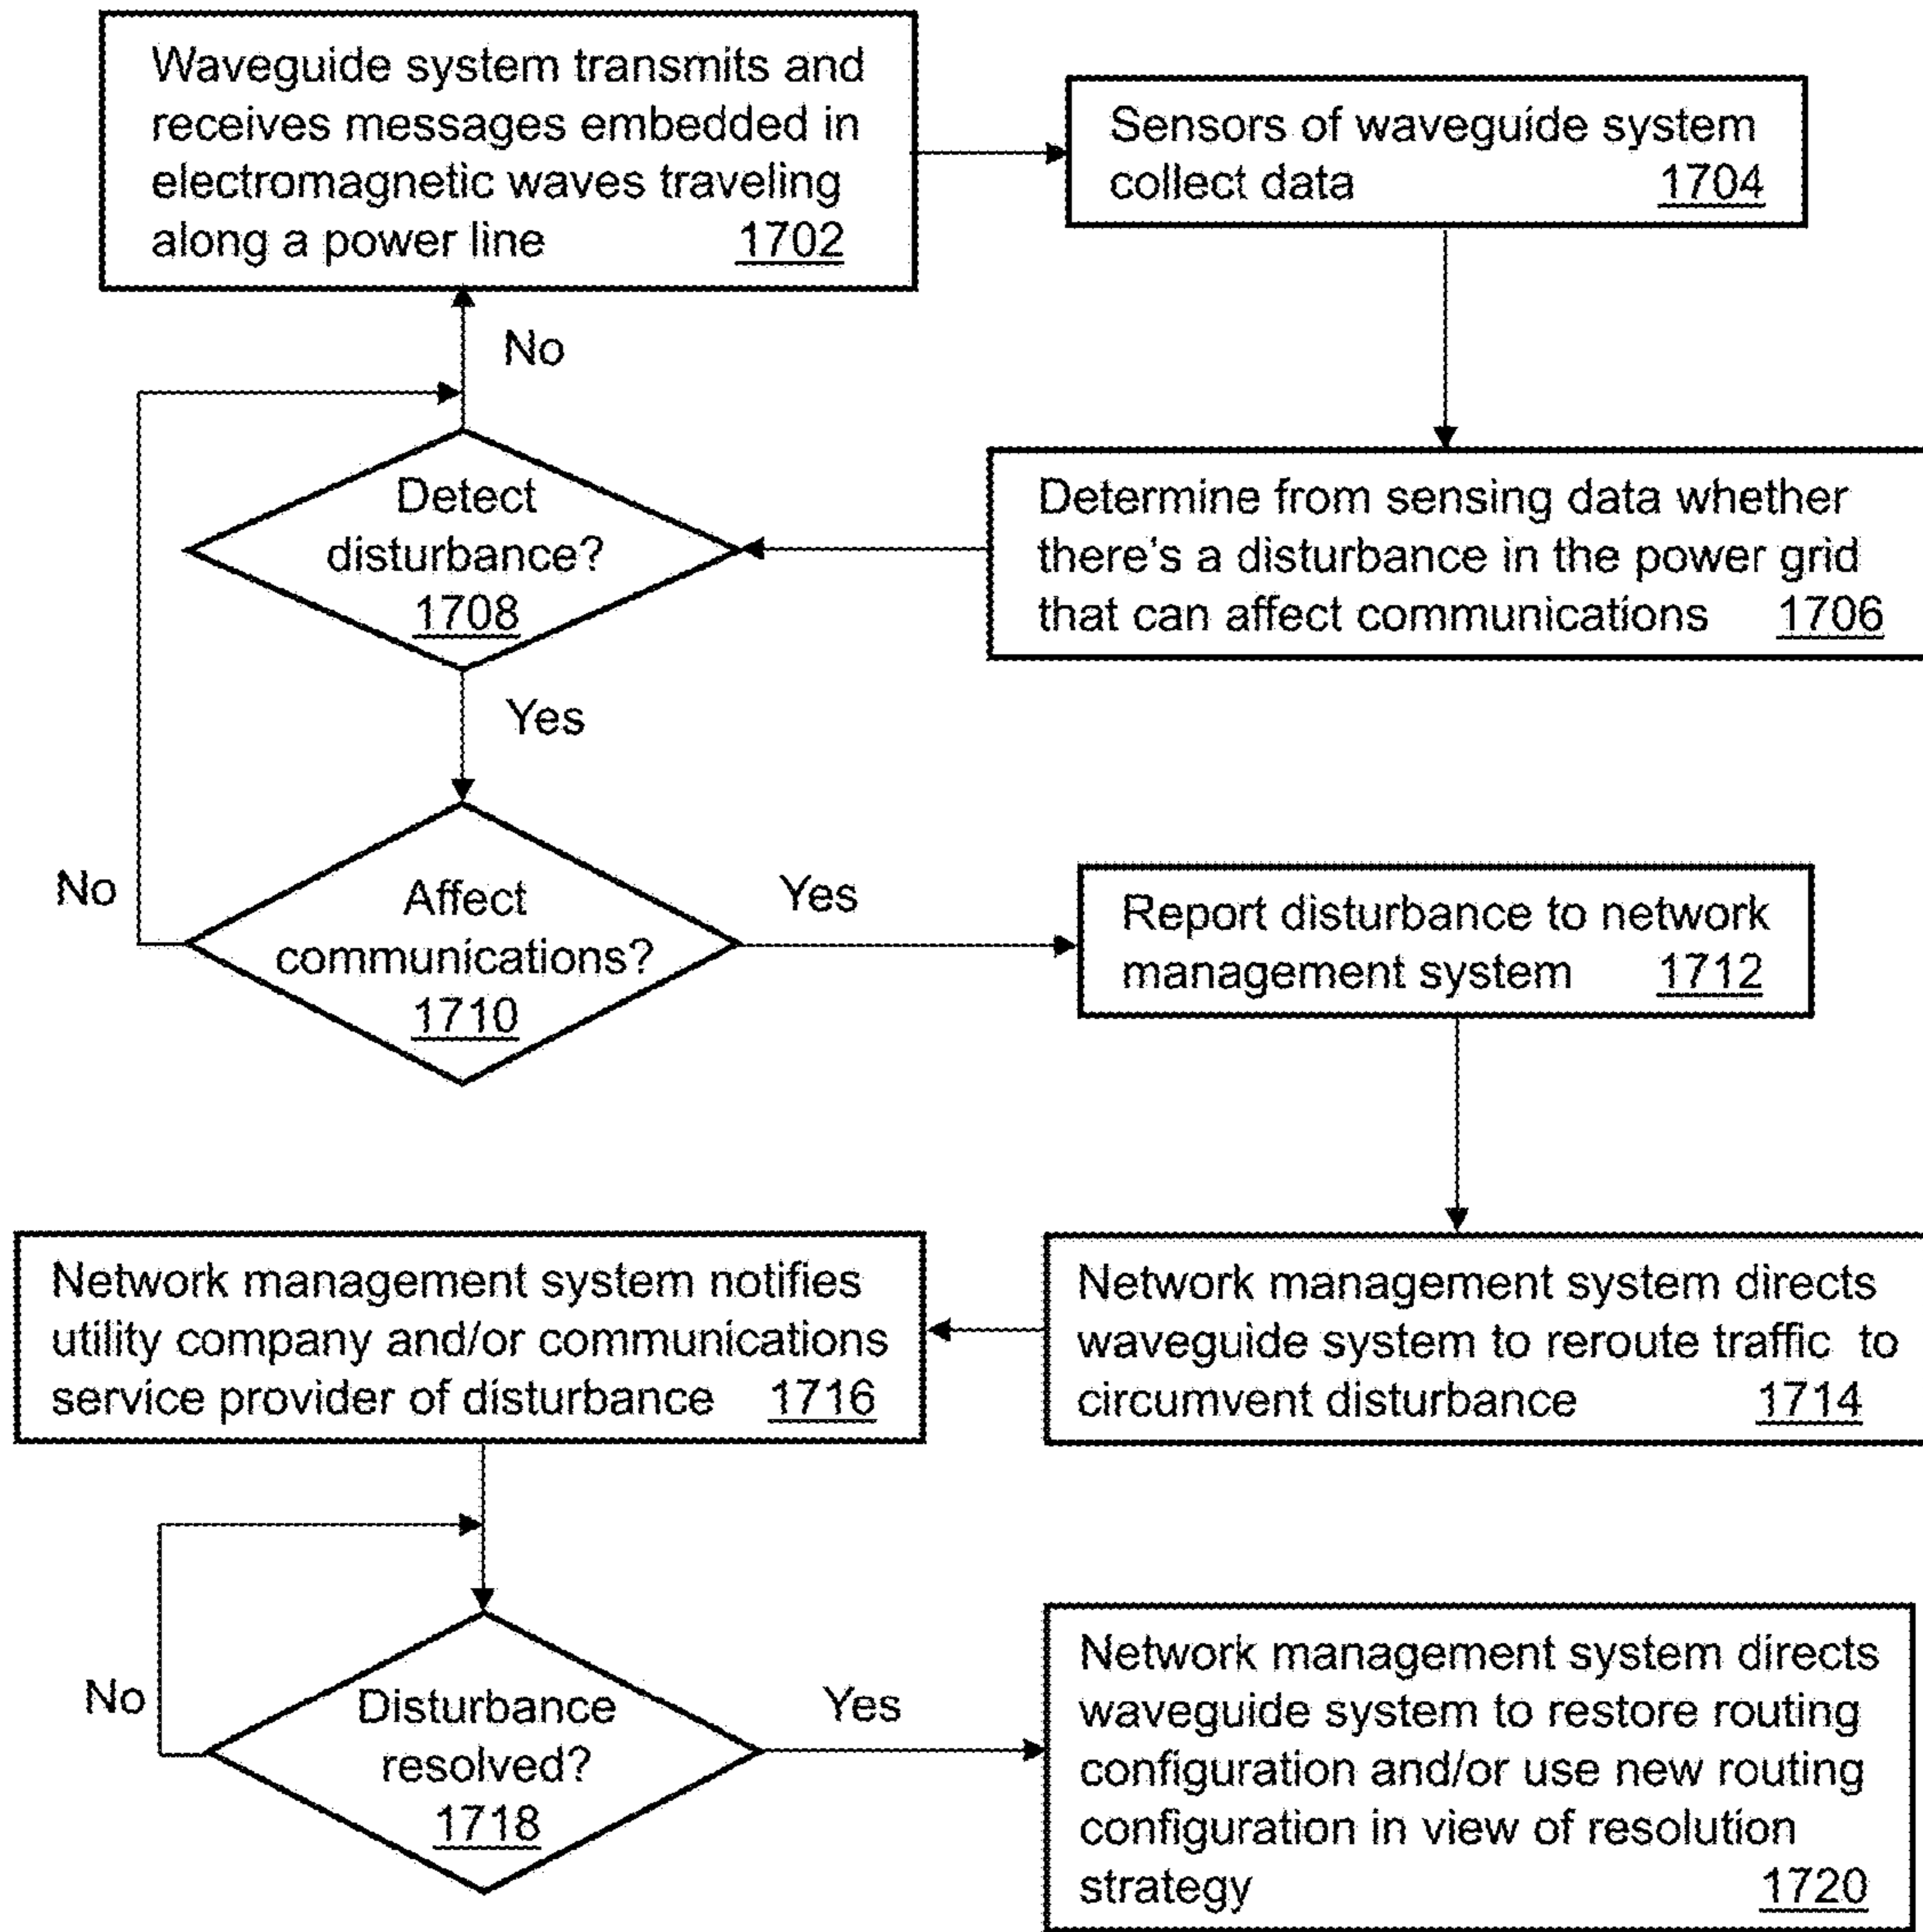 Waveguide system transmits and
receives messages embedded in
electromagnetic waves traveling
along a power line 1702
Sensors of waveguide system
collect data 1704
No
Detect
disturbance?
1708
Determine from sensing data whether
there's a disturbance in the power grid
that can affect communications 1706
Yes
No
Affect
communications?
1710
Yes
Report disturbance to network
management system 1712
Network management system notifies
utility company and/or communications
service provider of disturbance 1716
Network management system directs
waveguide system to reroute traffic to
circumvent disturbance 1714
No
Disturbance
resolved?
1718
Yes
Network management system directs
waveguide system to restore routing
configuration and/or use new routing
configuration in view of resolution
strategy 1720